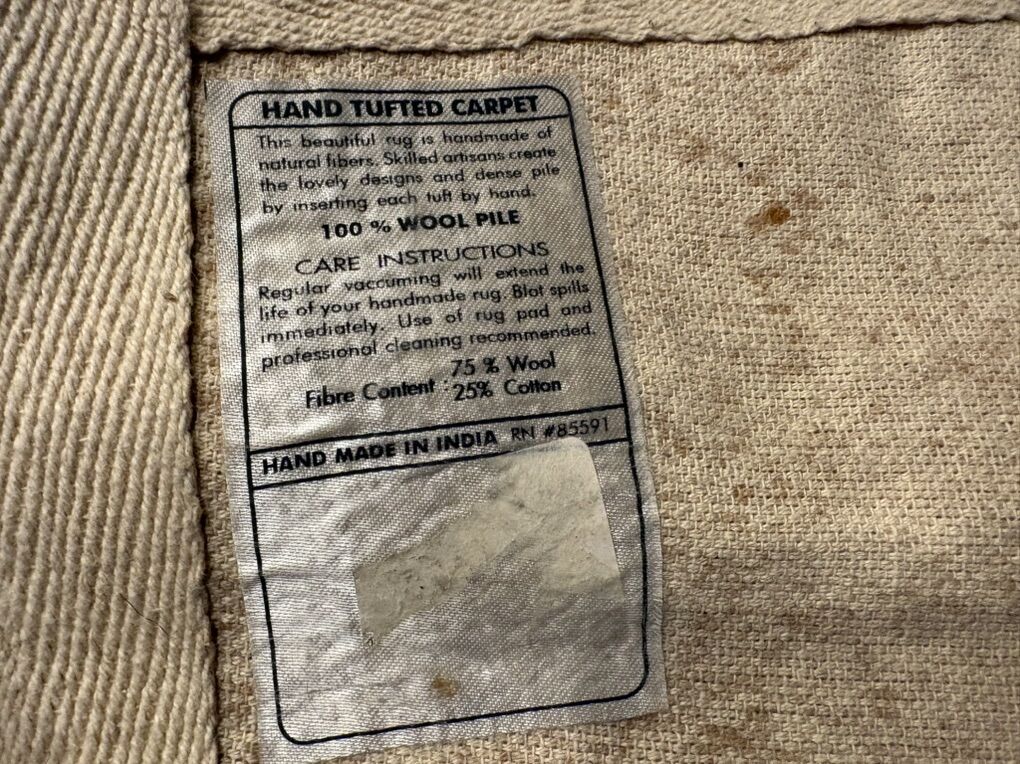 HAND TUFTED CARPET
This beautiful rug is handmade of
natural fibers. Skilled artisans create
the lovely designs and dense pile
by inserting each tuft by hand.
100 % WOOL PILE
CARE INSTRUCTIONS
Regular vaccuming will extend the
life of your handmade rug. Blot spills
immediately. Use of rug pad and
professional cleaning recommended.
75 % Wool
Fibre Content : 25% Cotton
HAND MADE IN INDIA RN #85591